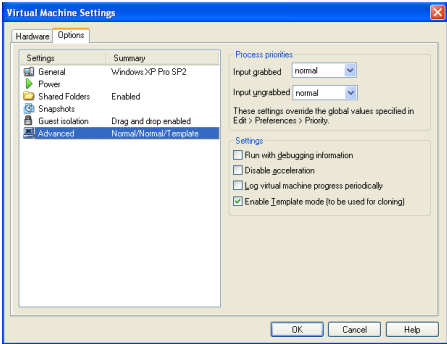 Virtual Machine Settings
Hardware Options
Settings Summary
General Windows XP Pro SP2
Power
Shared Folders Enabled
Snapshots
Guest isolation Drag and drop enabled
Advanced Normal/Normal/Template
Process priorities
Input grabbed normal
Input ungrabbed normal
These settings override the global values specified in
Edit > Preferences > Priority.
Settings
Run with debugging information
Disable acceleration
Log virtual machine progress periodically
Enable Template mode (to be used for cloning)
OK Cancel Help